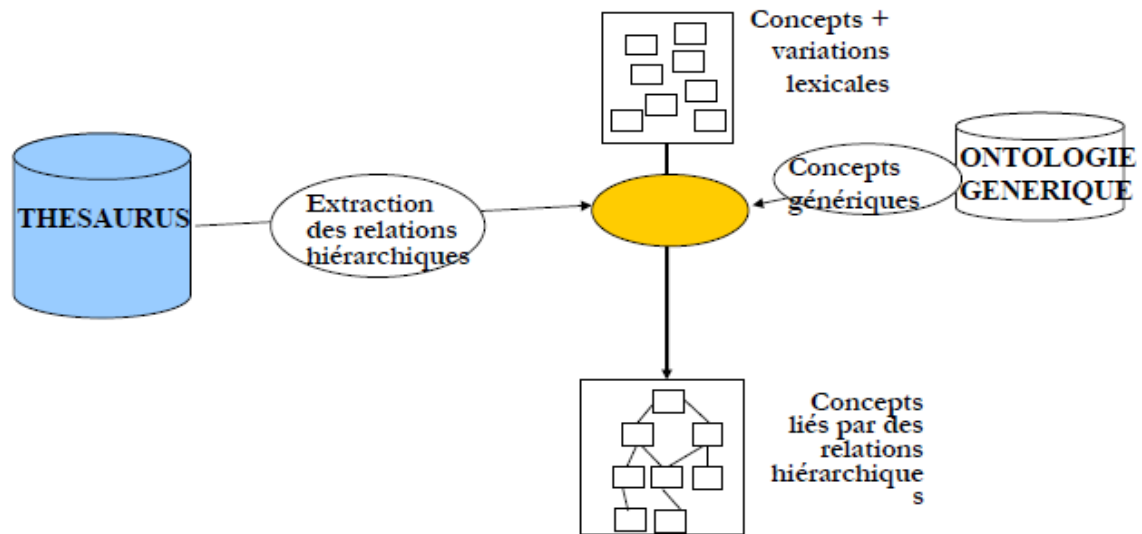 Concepts +
variations
lexicales
THESAURUS
Extraction
des relations
hiérarchiques
Concepts
génériques
ONTOLOGIE
GENERIQUE
Concepts
liés par des
relations
hiérarchique
s